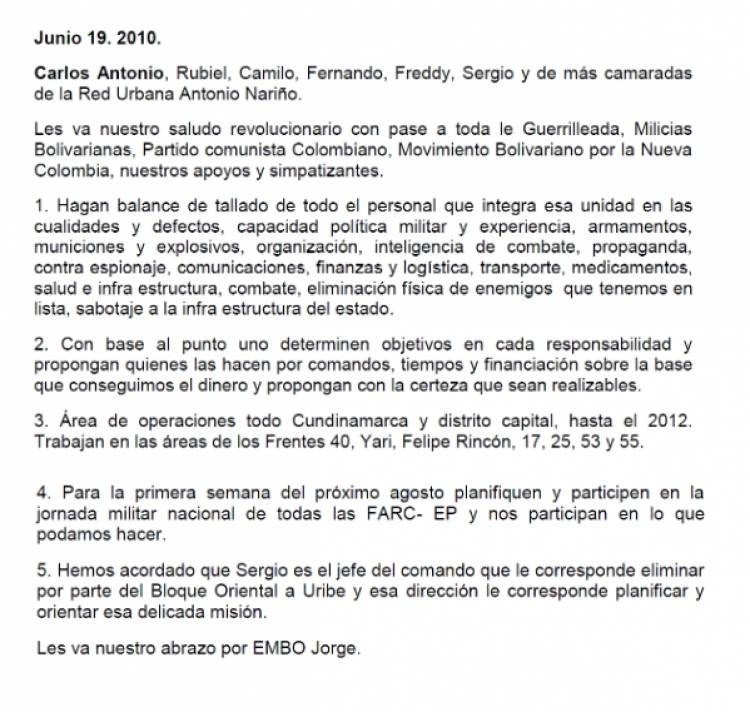 Junio 19. 2010.
Carlos Antonio, Rubiel, Camilo, Fernando, Freddy, Sergio y de más camaradas
de la Red Urbana Antonio Nariño.
Les va nuestro saludo revolucionario con pase a toda le Guerrilleada, Milicias
Bolivarianas, Partido comunista Colombiano, Movimiento Bolivariano por la Nueva
Colombia, nuestros apoyos y simpatizantes.
1. Hagan balance de tallado de todo el personal que integra esa unidad en las
cualidades y defectos, capacidad política militar y experiencia, armamentos,
municiones y explosivos, organización, inteligencia de combate, propaganda,
contra espionaje, comunicaciones, finanzas y logística, transporte, medicamentos,
salud e infra estructura, combate, eliminación física de enemigos que tenemos en
lista, sabotaje a la infra estructura del estado.
2. Con base al punto uno determinen objetivos en cada responsabilidad y
propongan quienes las hacen por comandos, tiempos y financiación sobre la base
que conseguimos el dinero y propongan con la certeza que sean realizables.
3. Área de operaciones todo Cundinamarca y distrito capital, hasta el 2012.
Trabajan en las áreas de los Frentes 40, Yari, Felipe Rincón, 17, 25, 53 y 55.
4. Para la primera semana del próximo agosto planifiquen y participen en la
jornada militar nacional de todas las FARC- EP y nos participan en lo que
podamos hacer.
5. Hemos acordado que Sergio es el jefe del comando que le corresponde eliminar
por parte del Bloque Oriental a Uribe y esa dirección le corresponde planificar y
orientar esa delicada misión.
Les va nuestro abrazo por EMBO Jorge.